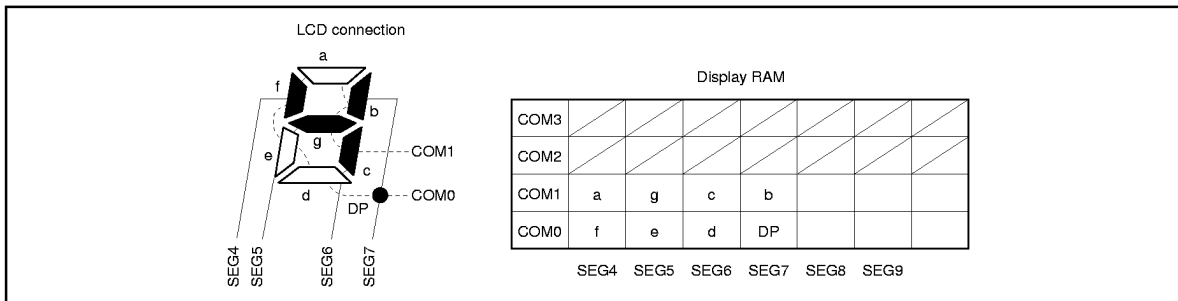 LCD connection
a
f
b
g
COM1
e
c
d
COM0
DP
SEG4
SEG5
SEG6
SEG7
Display RAM
COM3
COM2
COM1 a g c b
COM0 f e d DP
SEG4 SEG5 SEG6 SEG7 SEG8 SEG9